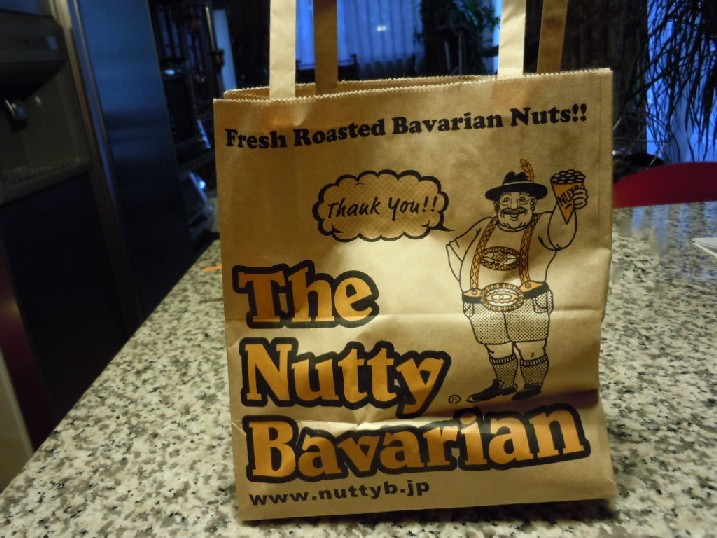 Fresh Roasted Bavarian Nuts!!
Thank You!!
The
Nutty
Bavarian
®
www.nuttyb.jp